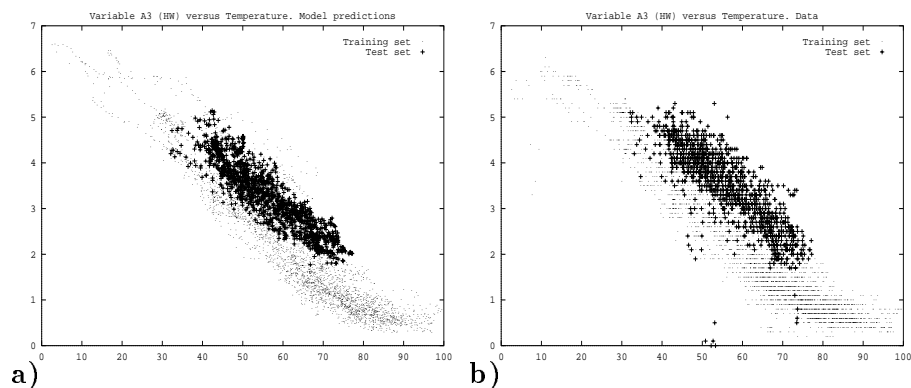 Variable A3 (HW) versus Temperature. Model predictions
7
6
5
4
3
2
1
0
Training set
Test set
0 10 20 30 40 50 60 70 80 90 100
a)
Variable A3 (HW) versus Temperature. Data
7
6
5
4
3
2
1
0
Training set
Test set
0 10 20 30 40 50 60 70 80 90 100
b)